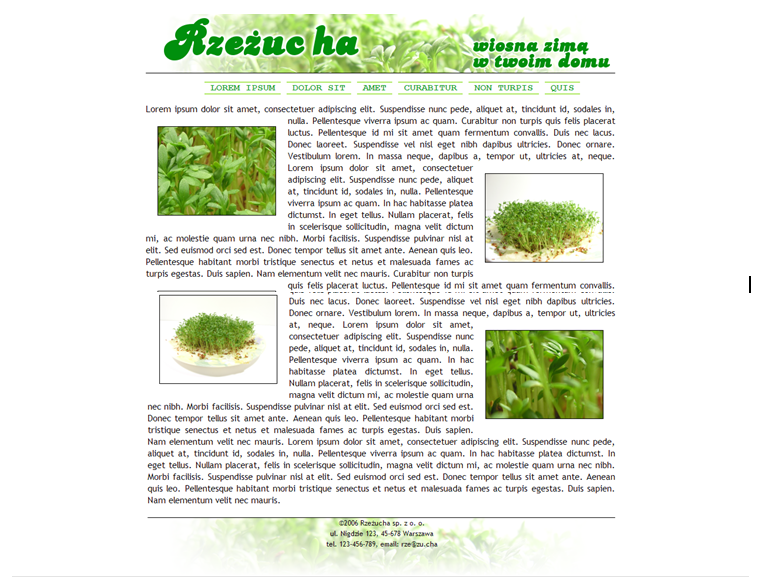 Rzeżucha
wiosna zimą
w twoim domu
LOREM IPSUM DOLOR SIT AMET CURABITUR NON TURPIS QUIS
Lorem ipsum dolor sit amet, consectetuer adipiscing elit. Suspendisse nunc pede, aliquet at, tincidunt id, sodales in,
nulla. Pellentesque viverra ipsum ac quam. Curabitur non turpis quis felis placerat
luctus. Pellentesque id mi sit amet quam fermentum convallis. Duis nec lacus.
Donec laoreet. Suspendisse vel nisl eget nibh dapibus ultricies. Donec ornare.
Vestibulum lorem. In massa neque, dapibus a, tempor ut, ultricies at, neque.
Lorem ipsum dolor sit amet, consectetuer
adipiscing elit. Suspendisse nunc pede, aliquet
at, tincidunt id, sodales in, nulla. Pellentesque
viverra ipsum ac quam. In hac habitasse platea
dictumst. In eget tellus. Nullam placerat, felis
in scelerisque sollicitudin, magna velit dictum
mi, ac molestie quam urna nec nibh. Morbi facilisis. Suspendisse pulvinar nisl at
elit. Sed euismod orci sed est. Donec tempor tellus sit amet ante. Aenean quis leo.
Pellentesque habitant morbi tristique senectus et netus et malesuada fames ac
turpis egestas. Duis sapien. Nam elementum velit nec mauris. Curabitur non turpis
quis felis placerat luctus. Pellentesque id mi sit amet quam fermentum convallis.
Duis nec lacus. Donec laoreet. Suspendisse vel nisl eget nibh dapibus ultricies.
Donec ornare. Vestibulum lorem. In massa neque, dapibus a, tempor ut, ultricies
at, neque. Lorem ipsum dolor sit amet,
consectetuer adipiscing elit. Suspendisse nunc
pede, aliquet at, tincidunt id, sodales in, nulla.
Pellentesque viverra ipsum ac quam. In hac
habitasse platea dictumst. In eget tellus.
Nullam placerat, felis in scelerisque sollicitudin,
magna velit dictum mi, ac molestie quam urna
nec nibh. Morbi facilisis. Suspendisse pulvinar nisl at elit. Sed euismod orci sed est.
Donec tempor tellus sit amet ante. Aenean quis leo. Pellentesque habitant morbi
tristique senectus et netus et malesuada fames ac turpis egestas. Duis sapien.
Nam elementum velit nec mauris. Lorem ipsum dolor sit amet, consectetuer adipiscing elit. Suspendisse nunc pede,
aliquet at, tincidunt id, sodales in, nulla. Pellentesque viverra ipsum ac quam. In hac habitasse platea dictumst. In
eget tellus. Nullam placerat, felis in scelerisque sollicitudin, magna velit dictum mi, ac molestie quam urna nec nibh.
Morbi facilisis. Suspendisse pulvinar nisl at elit. Sed euismod orci sed est. Donec tempor tellus sit amet ante. Aenean
quis leo. Pellentesque habitant morbi tristique senectus et netus et malesuada fames ac turpis egestas. Duis sapien.
Nam elementum velit nec mauris.
©2006 Rzeżucha sp. z o. o.
ul. Nigdzie 123, 45-678 Warszawa
tel. 123-456-789, email: rze@zu.cha